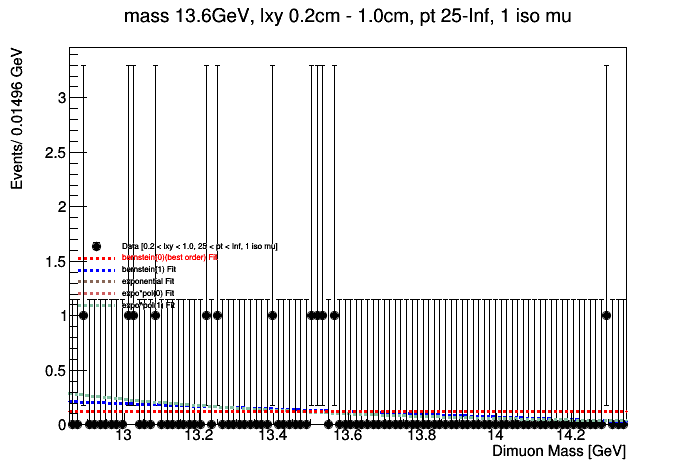 mass 13.6GeV, lxy 0.2cm - 1.0cm, pt 25-Inf, 1 iso mu
Events/ 0.01496 GeV
3
2.5
2
1.5
1
0.5
0
Data [0.2 < lxy < 1.0, 25 < pt < Inf, 1 iso mu]
bernstein(0)(best order) Fit
bernstein(1) Fit
exponential Fit
expo*pol(0) Fit
expo*pol(1) Fit
13 13.2 13.4 13.6 13.8 14 14.2
Dimuon Mass [GeV]